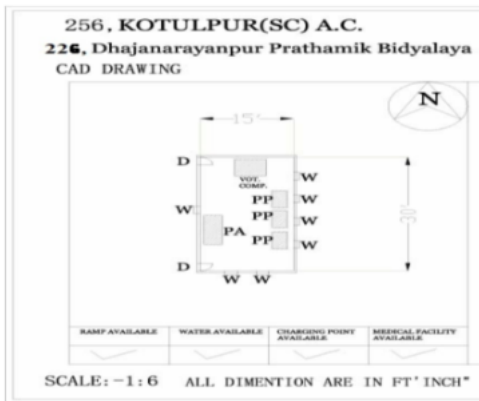 256, KOTULPUR(SC) A.C.
226, Dhajanarayanpur Prathamik Bidyalaya
CAD DRAWING
N
15'
D
VOT.
COMP.
W
PP
W
W
PP
W
PA
PP
W
D
W W
30'
RAMP AVAILABLE WATER AVAILABLE CHARGING POINT AVAILABLE MEDICAL FACILITY AVAILABLE
SCALE:-1:6 ALL DIMENTION ARE IN FT'INCH"